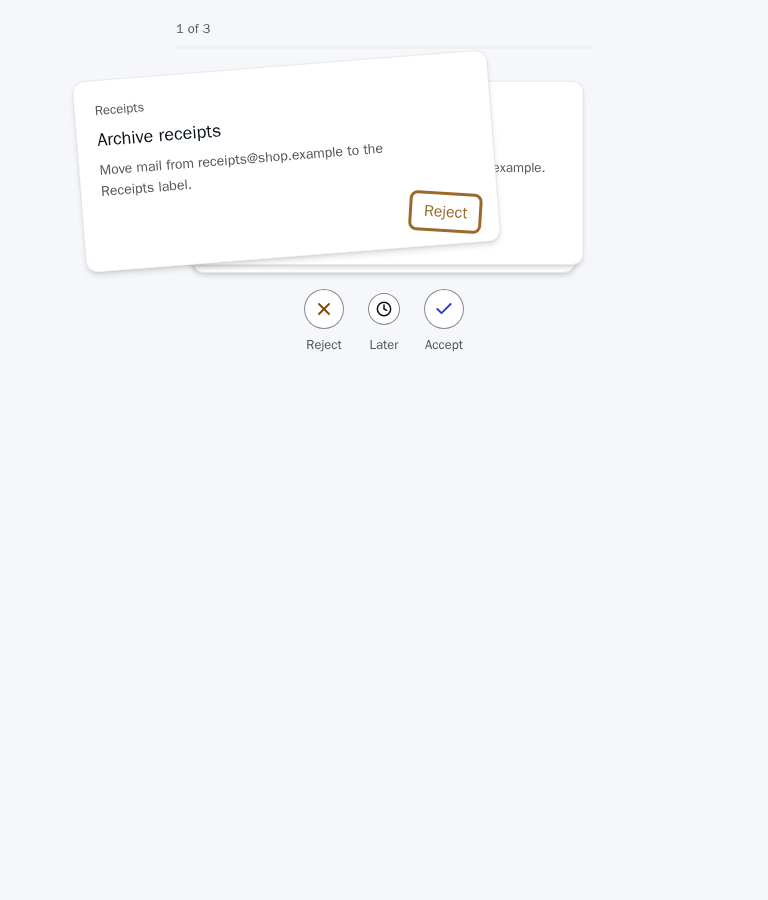 1 of 3
Receipts
Archive receipts
Move mail from receipts@shop.example to the
Receipts label.
example.
Reject
Reject
Later
Accept